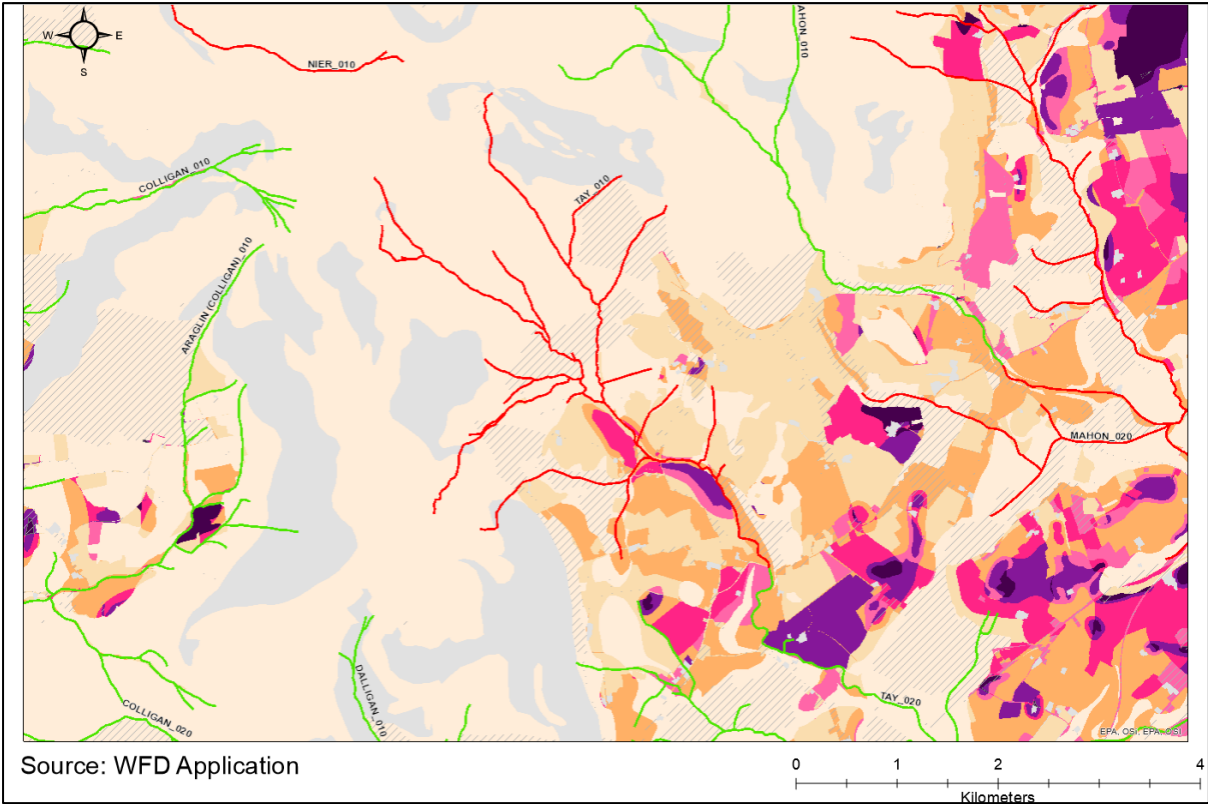 W E
S
NIER_010
AHON_010
COLLIGAN_010
TAY_010
ARAGLIN (COLLIGAN)_010
MAHON_020
DALLIGAN_010
TAY_020
COLLIGAN_020
EPA, OSi; EPA, OSi
Source: WFD Application
0 1 2 4
Kilometers